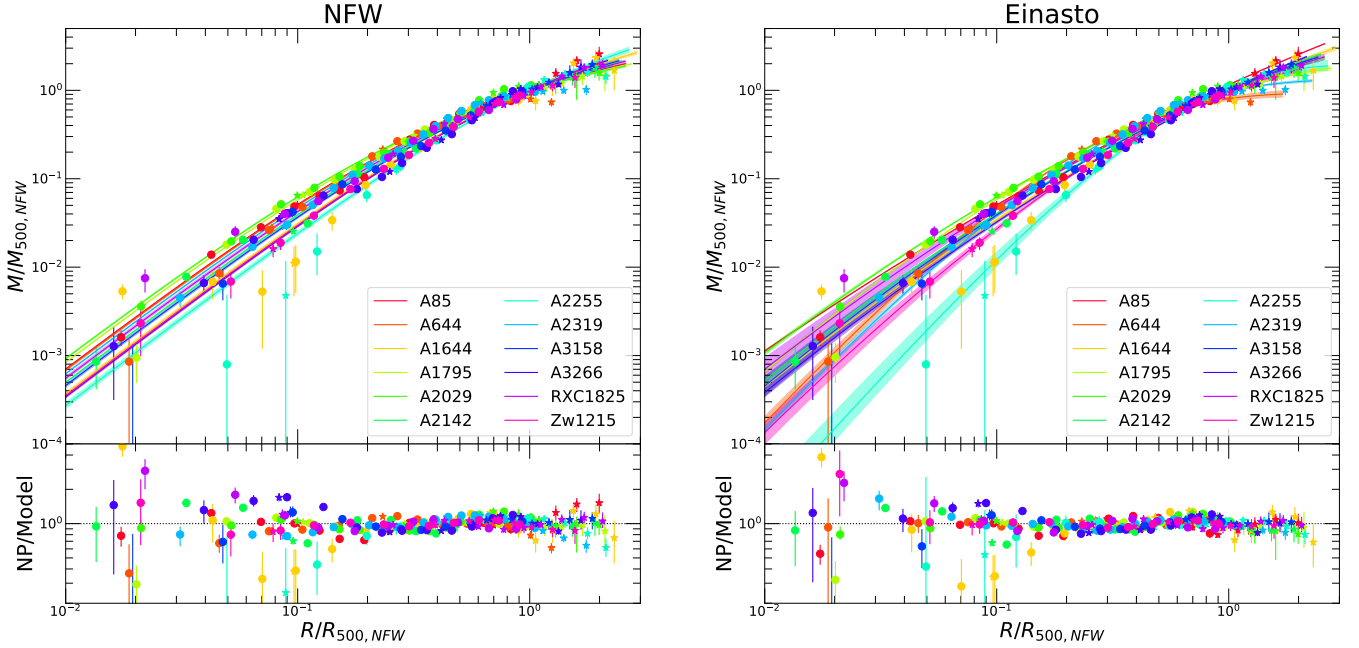 NFW
M/M500,NFW
10^0
10^−1
10^−2
10^−3
10^−4
A85
A644
A1644
A1795
A2029
A2142
A2255
A2319
A3158
A3266
RXC1825
Zw1215
NP/Model
10^0
10^−2
10^−1
10^0
R/R500,NFW
Einasto
M/M500,NFW
10^0
10^−1
10^−2
10^−3
10^−4
A85
A644
A1644
A1795
A2029
A2142
A2255
A2319
A3158
A3266
RXC1825
Zw1215
NP/Model
10^0
10^−2
10^−1
10^0
R/R500,NFW